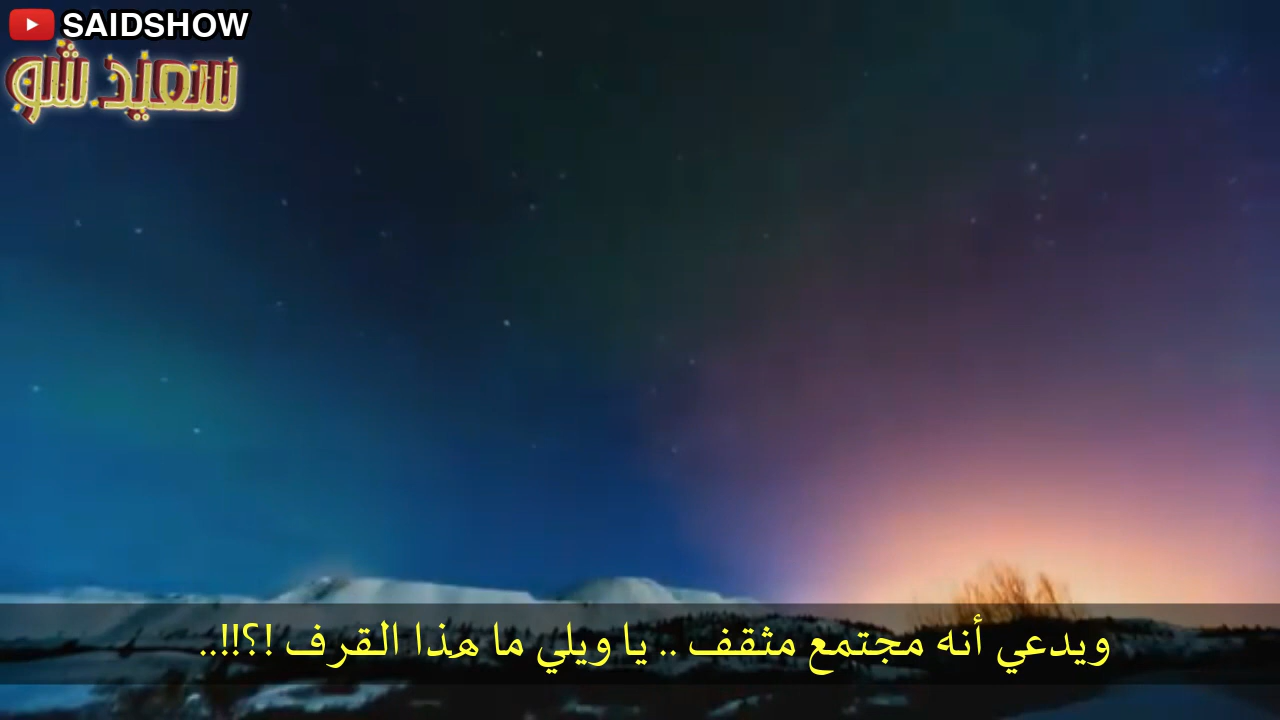 SAIDSHOW
سعيد شو
ويدعي أنه مجتمع مثقف .. يا ويلي ما هذا القرف !؟!!..